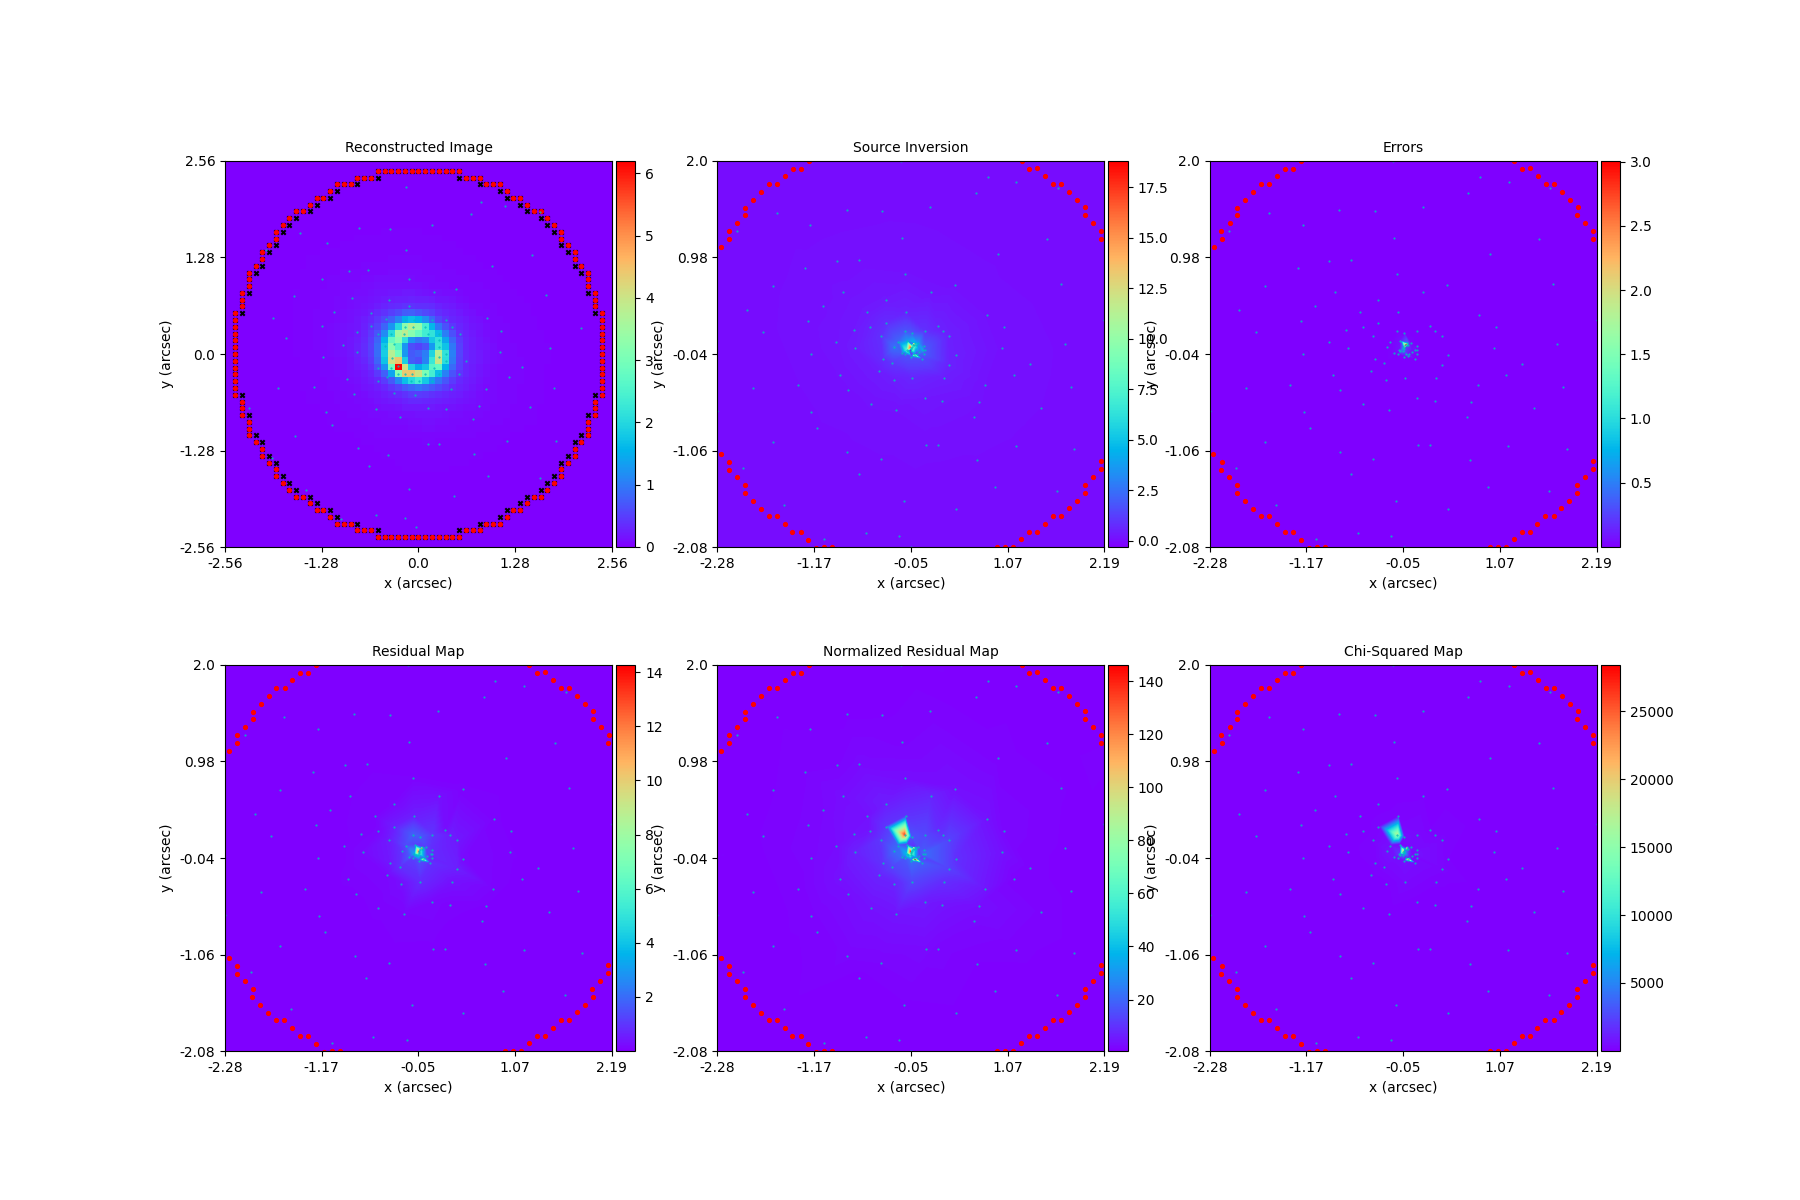 Reconstructed Image
2.56
1.28
0.0
-1.28
-2.56
y (arcsec)
-2.56 -1.28 0.0 1.28 2.56
x (arcsec)
6
5
4
3
2
1
0
Source Inversion
2.0
0.98
-0.04
-1.06
-2.08
y (arcsec)
-2.28 -1.17 -0.05 1.07 2.19
x (arcsec)
17.5
15.0
12.5
10.0
7.5
5.0
2.5
0.0
Errors
2.0
0.98
-0.04
-1.06
-2.08
y (arcsec)
-2.28 -1.17 -0.05 1.07 2.19
x (arcsec)
3.0
2.5
2.0
1.5
1.0
0.5
Residual Map
2.0
0.98
-0.04
-1.06
-2.08
y (arcsec)
-2.28 -1.17 -0.05 1.07 2.19
x (arcsec)
14
12
10
8
6
4
2
Normalized Residual Map
2.0
0.98
-0.04
-1.06
-2.08
y (arcsec)
-2.28 -1.17 -0.05 1.07 2.19
x (arcsec)
140
120
100
80
60
40
20
Chi-Squared Map
2.0
0.98
-0.04
-1.06
-2.08
y (arcsec)
-2.28 -1.17 -0.05 1.07 2.19
x (arcsec)
25000
20000
15000
10000
5000